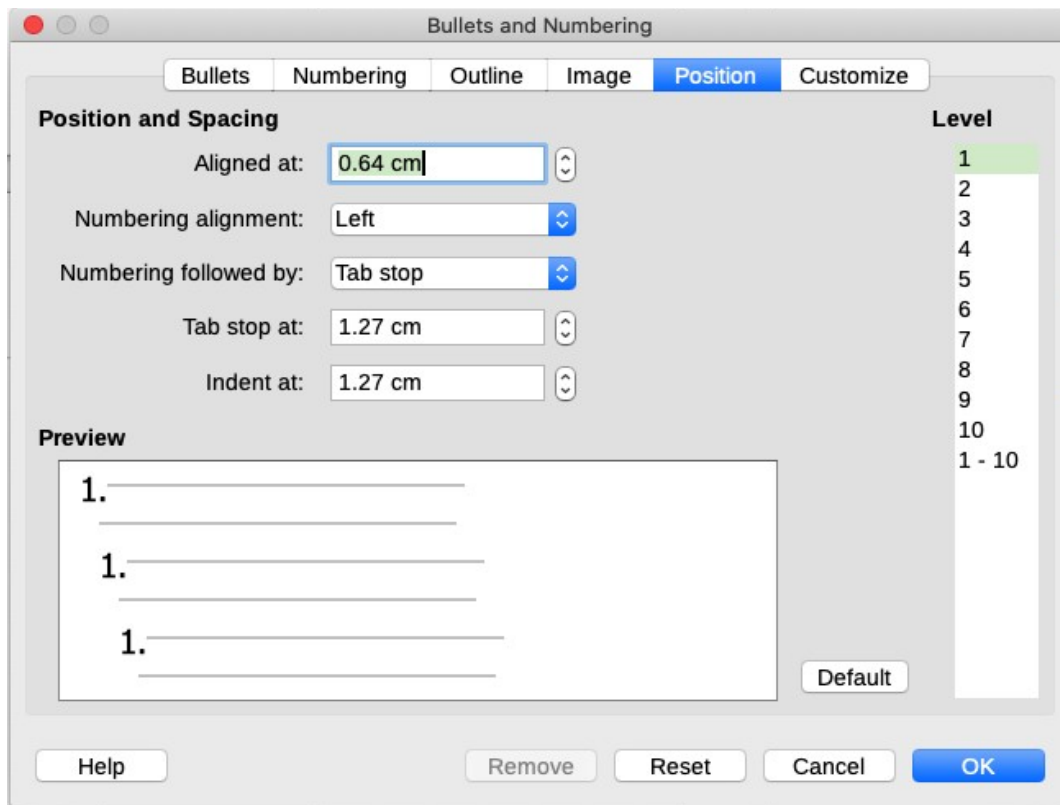 Bullets and Numbering
Bullets Numbering Outline Image Position Customize
Position and Spacing
Aligned at: 0.64 cm
Numbering alignment: Left
Numbering followed by: Tab stop
Tab stop at: 1.27 cm
Indent at: 1.27 cm
Preview
1.
1.
1.
Default
Level
1
2
3
4
5
6
7
8
9
10
1 - 10
Help Remove Reset Cancel OK